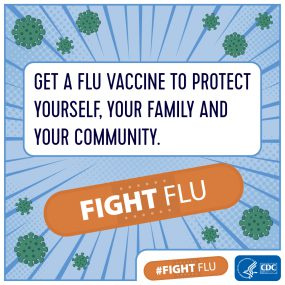 GET A FLU VACCINE TO PROTECT
YOURSELF, YOUR FAMILY AND
YOUR COMMUNITY.
FIGHT FLU
#FIGHT FLU
CDC